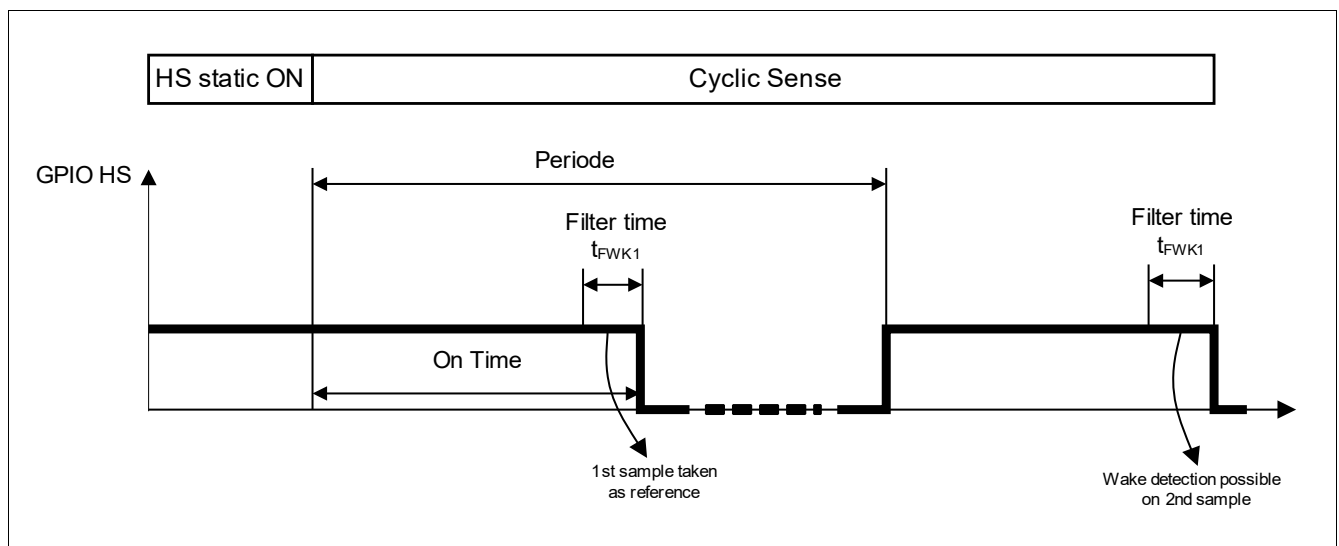 HS static ON
Cyclic Sense
GPIO HS
Periode
Filter time
tFWK1
Filter time
tFWK1
On Time
1st sample taken
as reference
Wake detection possible
on 2nd sample